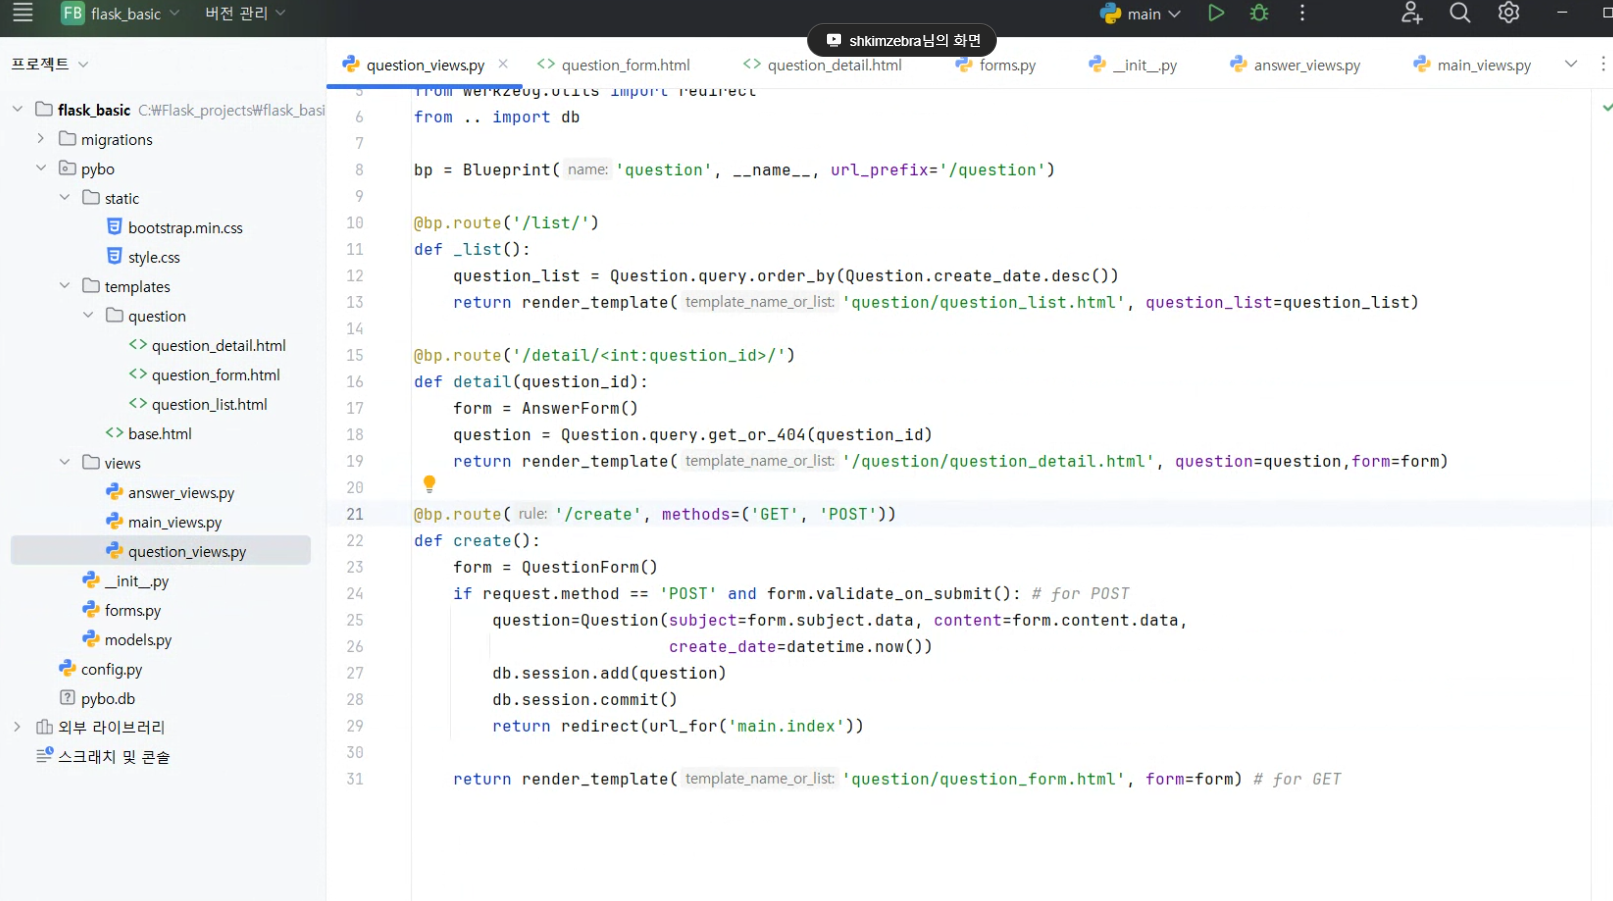 FB flask_basic 버전 관리 main
shkimzebra님의 화면
프로젝트
question_views.py question_form.html question_detail.html forms.py __init__.py answer_views.py main_views.py
flask_basic C:₩Flask_projects₩flask_basi
migrations
pybo
static
bootstrap.min.css
style.css
templates
question
question_detail.html
question_form.html
question_list.html
base.html
views
answer_views.py
main_views.py
question_views.py
__init__.py
forms.py
models.py
config.py
pybo.db
외부 라이브러리
스크래치 및 콘솔
5 from werkzeug.utils import redirect
6 from .. import db
7
8 bp = Blueprint( name: 'question', __name__, url_prefix='/question')
9
10 @bp.route('/list/')
11 def _list():
12 question_list = Question.query.order_by(Question.create_date.desc())
13 return render_template( template_name_or_list: 'question/question_list.html', question_list=question_list)
14
15 @bp.route('/detail/<int:question_id>/')
16 def detail(question_id):
17 form = AnswerForm()
18 question = Question.query.get_or_404(question_id)
19 return render_template( template_name_or_list: '/question/question_detail.html', question=question,form=form)
20
21 @bp.route( rule: '/create', methods=('GET', 'POST'))
22 def create():
23 form = QuestionForm()
24 if request.method == 'POST' and form.validate_on_submit(): # for POST
25 question=Question(subject=form.subject.data, content=form.content.data,
26 create_date=datetime.now())
27 db.session.add(question)
28 db.session.commit()
29 return redirect(url_for('main.index'))
30
31 return render_template( template_name_or_list: 'question/question_form.html', form=form) # for GET